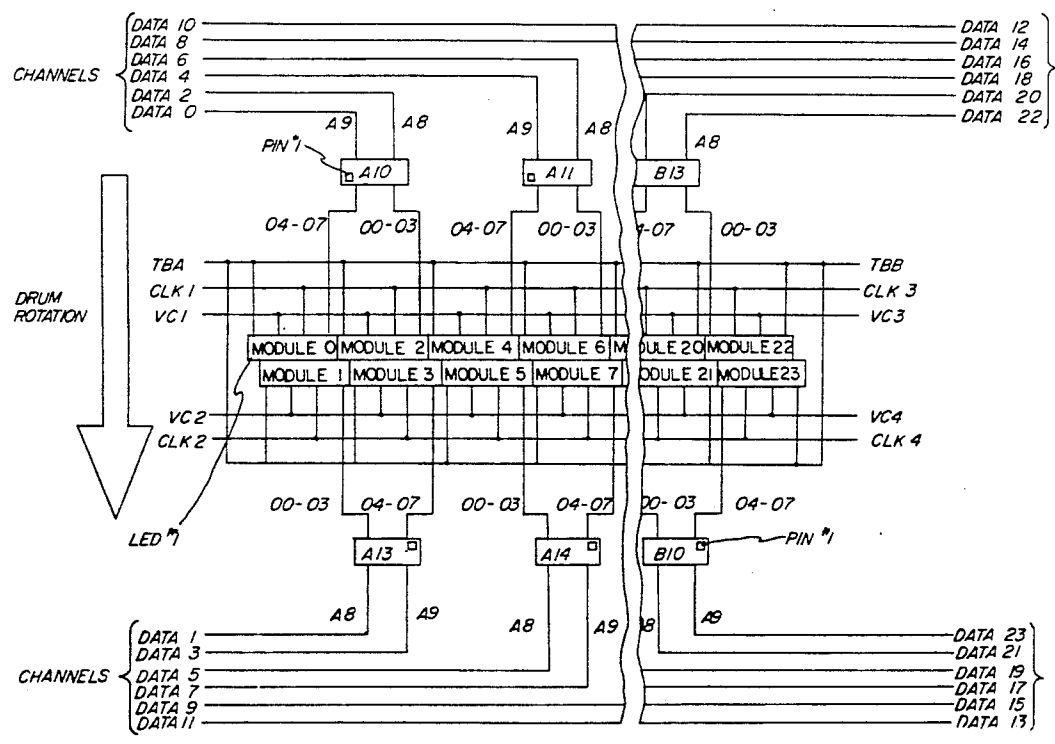 DATA 10
DATA 8
DATA 6
CHANNELS
DATA 4
DATA 2
DATA 0
DATA 12
DATA 14
DATA 16
DATA 18
DATA 20
DATA 22
A9 A8 A9 A8 A8
PIN #1
A10 A11 B13
04-07 00-03 04-07 00-03 4-07 00-03
TBA TBB
CLK 1 CLK 3
VC1 VC3
DRUM
ROTATION
MODULE 0 MODULE 2 MODULE 4 MODULE 6 M ODULE 20 MODULE 22
MODULE 1 MODULE 3 MODULE 5 MODULE 7 MODULE 21 MODULE 23
VC2 VC4
CLK 2 CLK 4
00-03 04-07 00-03 04-07 00-03 04-07
LED #1
PIN #1
A13 A14 B10
A8 A9 A8 A9 A8 A9
DATA 1
DATA 3
CHANNELS
DATA 5
DATA 7
DATA 9
DATA 11
DATA 23
DATA 21
DATA 19
DATA 17
DATA 15
DATA 13